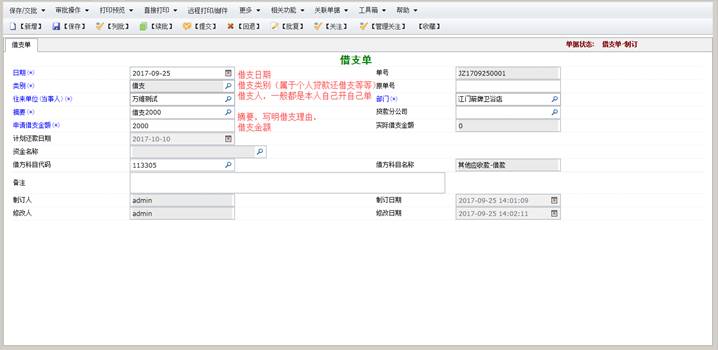 保存/交批 审批操作 打印预览 直接打印 远程打印/邮件 更多 相关功能 关联单据 工具箱 帮助
【新增】 【保存】 【列批】 【续批】 【提交】 【回退】 【批复】 【关注】 【管理关注】 【收藏】
借支单 单据状态: 借支单-制订
借支单
日期(*) 2017-09-25 借支日期 单号 JZ1709250001
类别(*) 借支 借支类别(属于个人贷款还借支等等) 原单号
往来单位(当事人)(*) 万维测试 借支人,一般都是本人自己开自己单 部门(*) 江门箭牌卫浴店
摘要(*) 借支2000 摘要,写明借支理由, 贷款分公司
申请借支金额(*) 2000 借支金额 实际借支金额 0
计划还款日期 2017-10-10
资金名称
借方科目代码 113305 借方科目名称 其他应收款-借款
备注
制订人 admin 制订日期 2017-09-25 14:01:09
修改人 admin 修改日期 2017-09-25 14:02:11